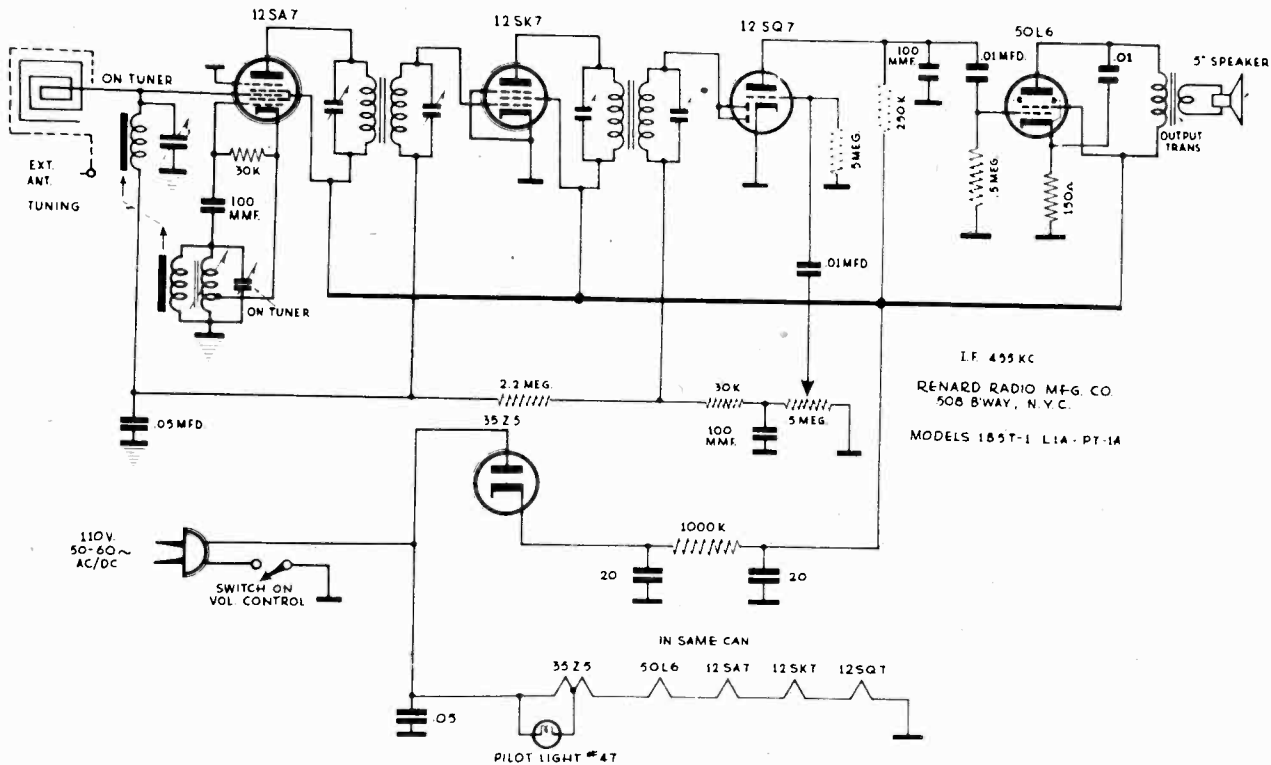 12SA7
12SK7
12SQ7
50L6
ON TUNER
EXT.
ANT.
TUNING
30K
100
MMF.
ON TUNER
100
MMF.
.01 MFD.
.01
5" SPEAKER
OUTPUT
TRANS
250K
5 MEG.
.5 MEG.
150Ω
.01 MFD
I.F. 455 KC
RENARD RADIO MFG. CO.
508 B'WAY, N.Y.C.
MODELS 185T-1 L1A - PT-1A
2.2 MEG.
30K
100
MMF.
.5 MEG.
.05 MFD.
35Z5
110 V.
50-60~
AC/DC
SWITCH ON
VOL. CONTROL
1000K
20
20
IN SAME CAN
35Z5
50L6
12SA7
12SK7
12SQ7
.05
PILOT LIGHT #47